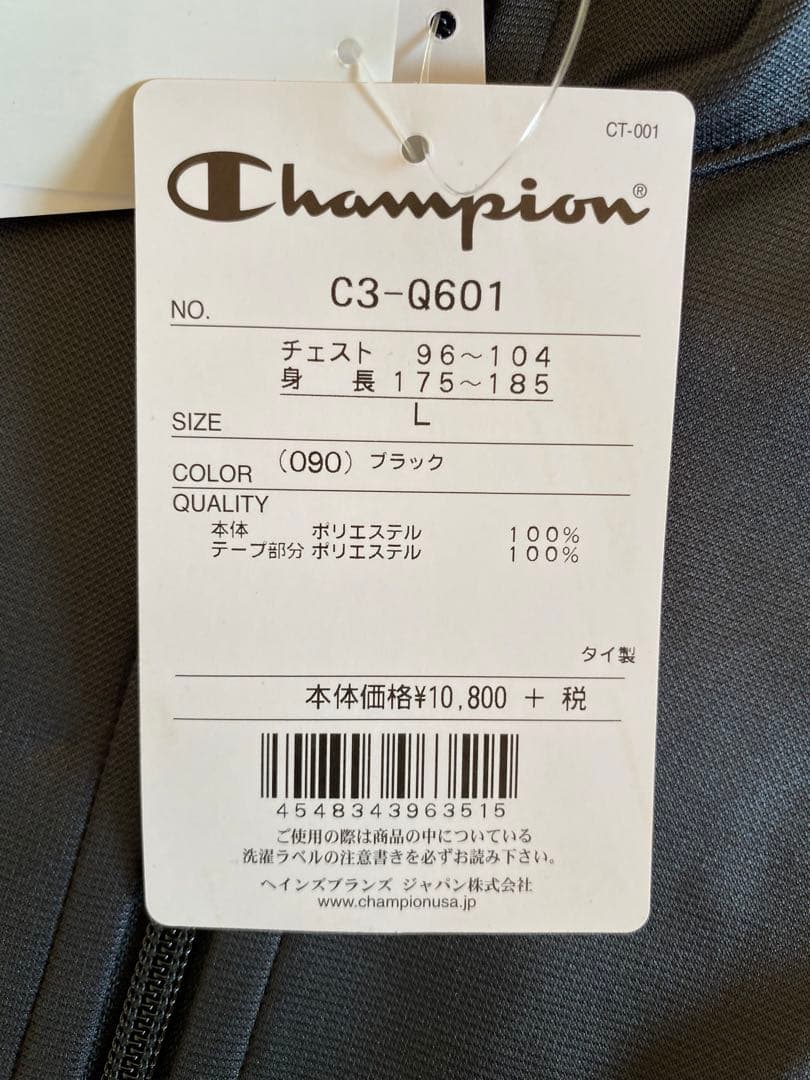 CT-001
Champion®
NO. C3-Q601
チェスト 96～104
身長 175～185
SIZE L
COLOR (090) ブラック
QUALITY
本体 ポリエステル 100%
テープ部分 ポリエステル 100%
タイ製
本体価格¥10,800 + 税
4548343963515
ご使用の際は商品の中についている
洗濯ラベルの注意書きを必ずお読み下さい。
ヘインズブランズ ジャパン株式会社
www.championusa.jp